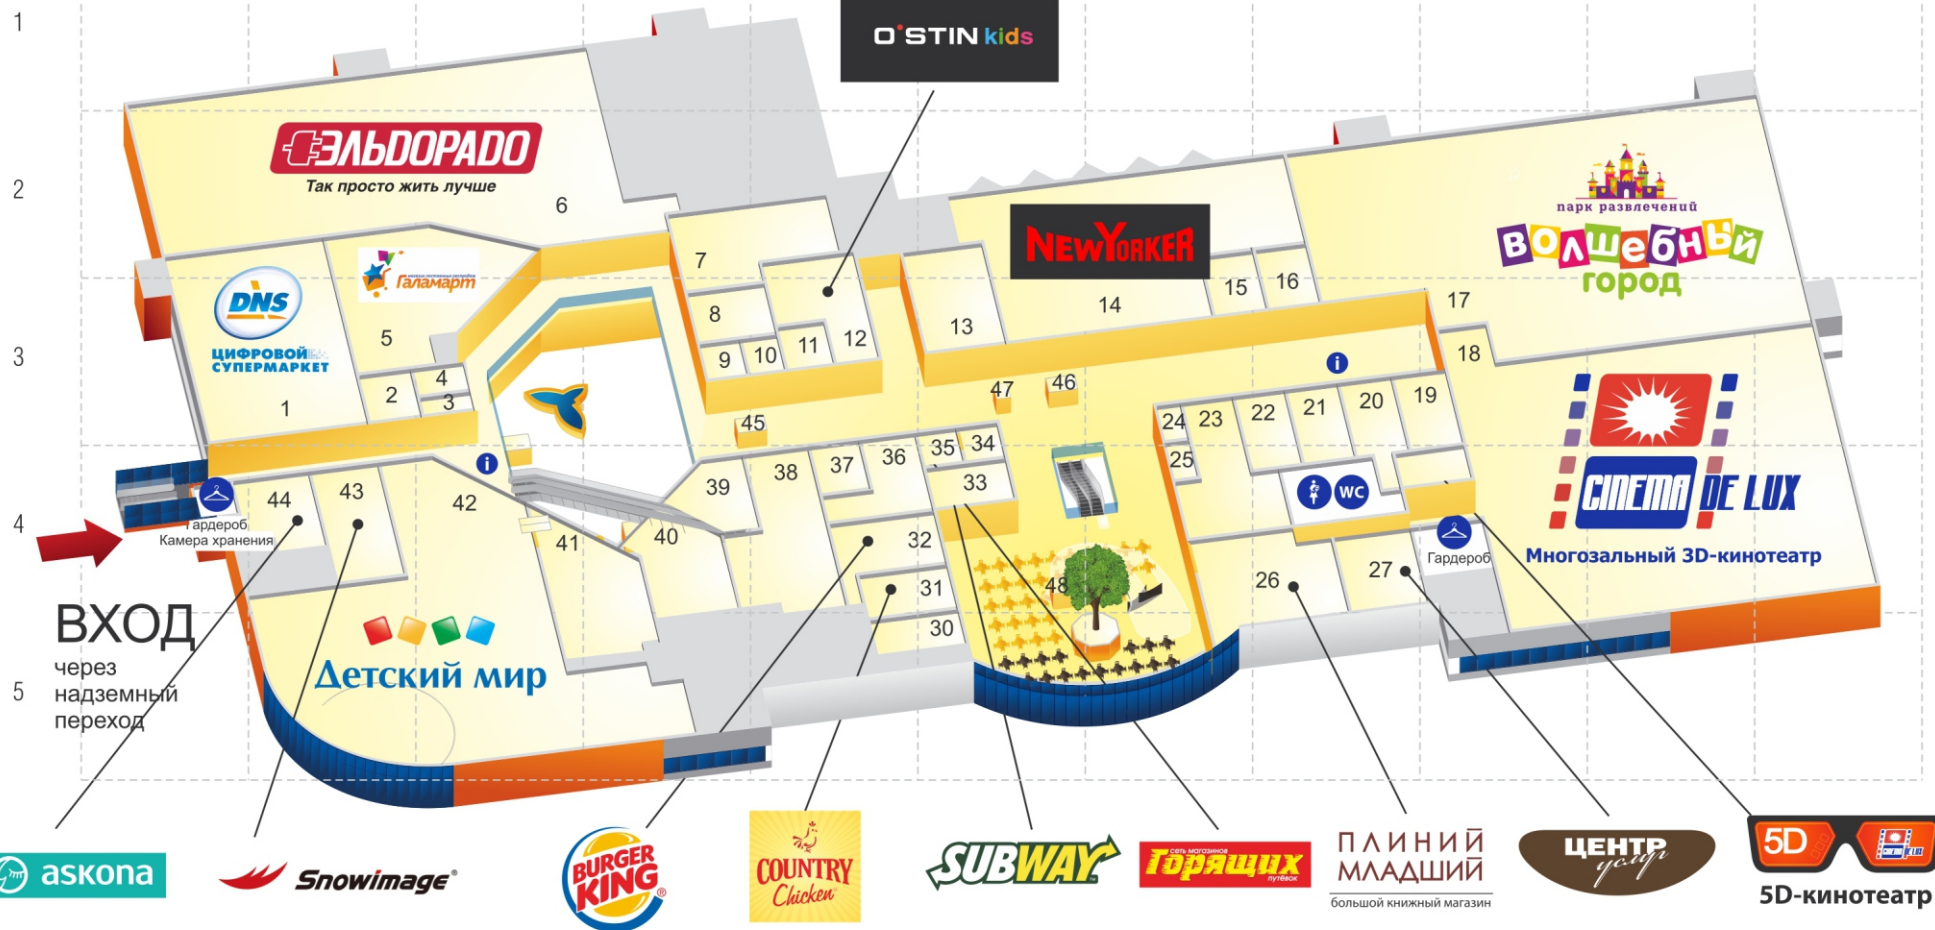 1
O'STIN kids
ЭЛЬДОРАДО
Так просто жить лучше
2
6
NEWYORKER
парк развлечений
ВОЛШЕБНЫЙ
ГОРОД
7
Галамарт
DNS
ЦИФРОВОЙ
СУПЕРМАРКЕТ
8
15
16
14
17
13
12
11
10
9
5
3
18
4
2
3
1
47
46
19
20
21
22
23
24
45
25
35
34
36
37
38
33
39
42
43
44
4
Гардероб
Камера хранения
WC
CINEMA DE LUX
Многозальный 3D-кинотеатр
Гардероб
41
40
32
31
48
26
27
30
ВХОД
через
надземный
переход
Детский мир
5
askona
Snowimage
BURGER
KING
COUNTRY
Chicken
SUBWAY
сеть магазинов
Горящих
путёвок
ПЛИНИЙ
МЛАДШИЙ
большой книжный магазин
ЦЕНТР
услуг
5D
5D-кинотеатр